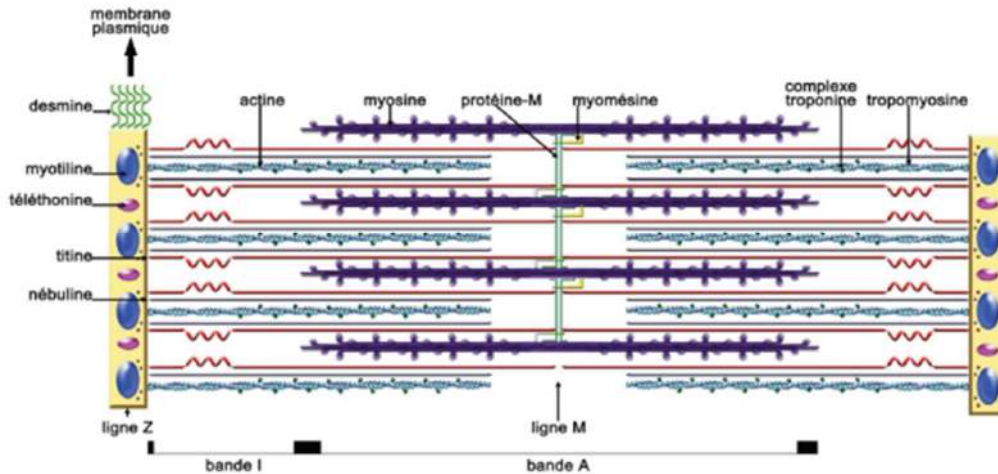 membrane
plasmique
desmine
actine
myosine
protéine-M
myomésine
complexe
troponine
tropomyosine
myotiline
téléthonine
titine
nébuline
ligne Z
ligne M
bande I
bande A